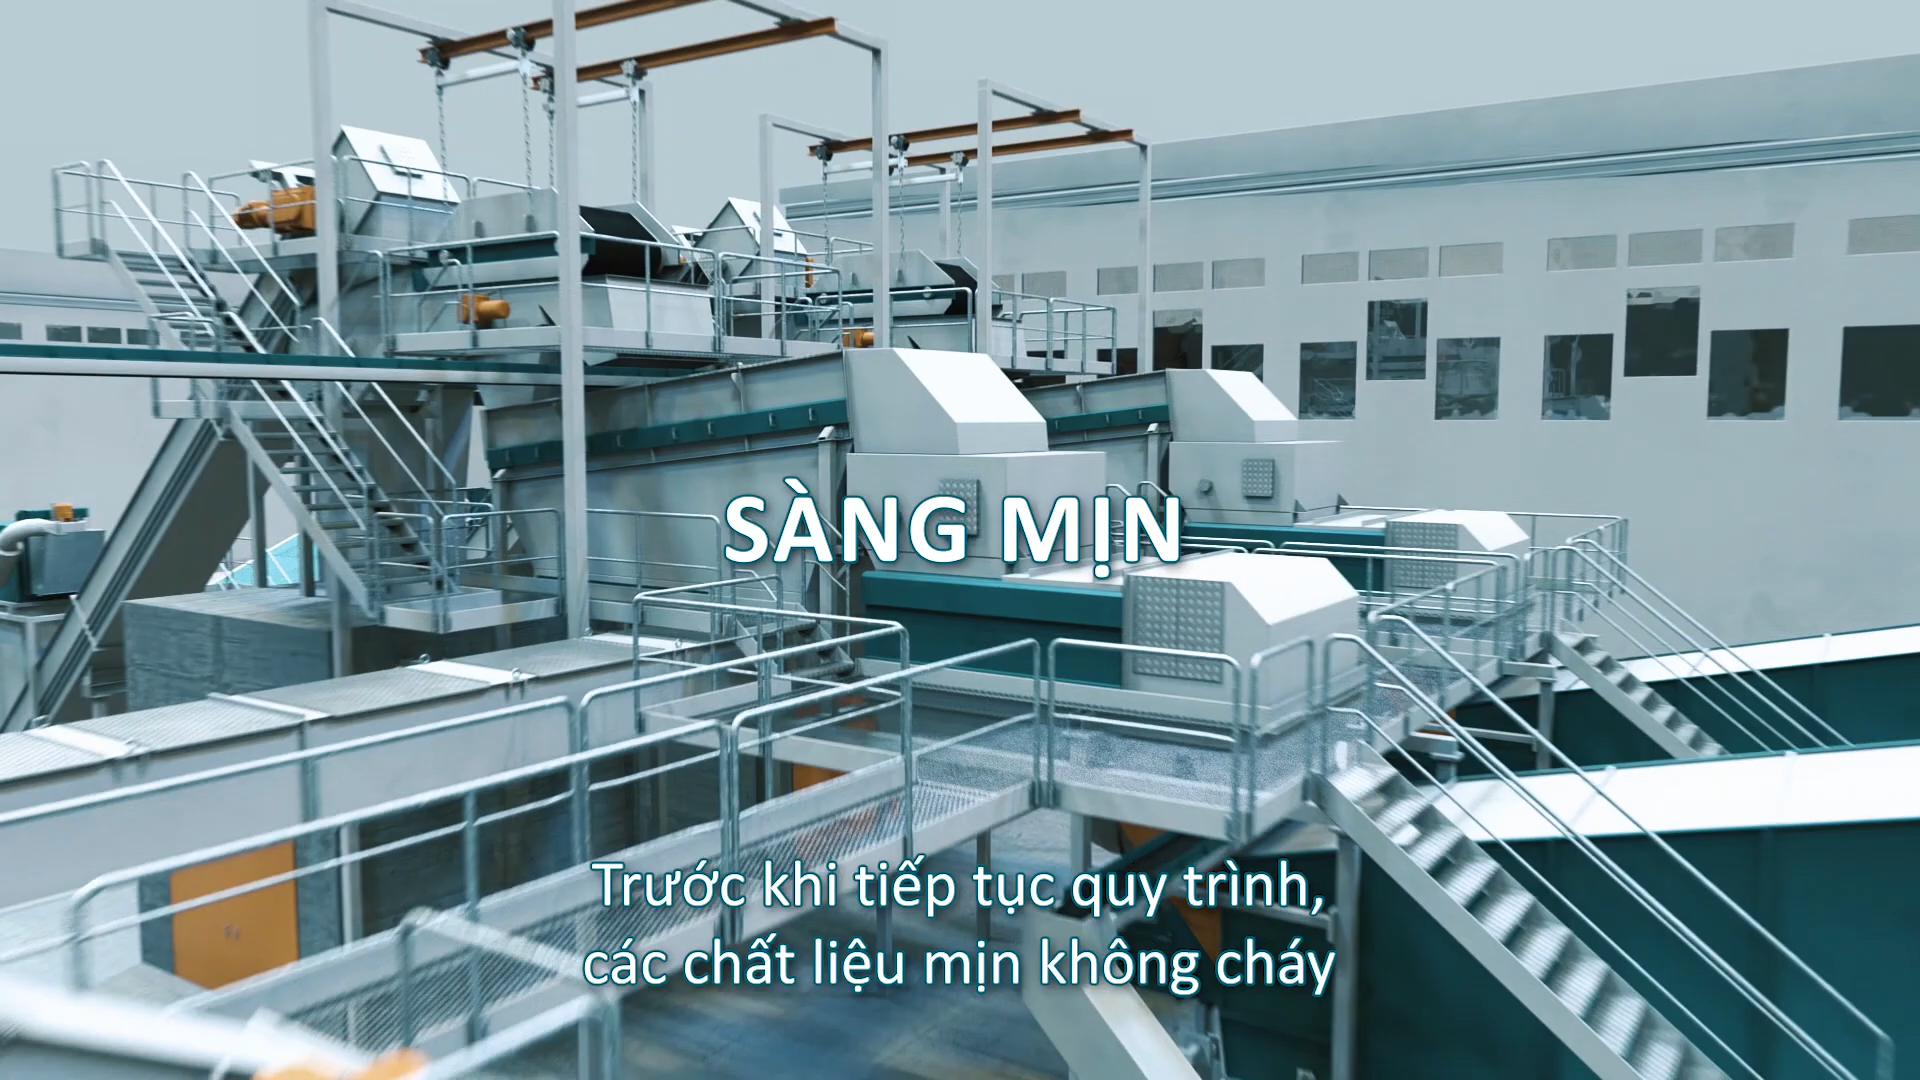 SÀNG MỊN
Trước khi tiếp tục quy trình,
các chất liệu mịn không cháy